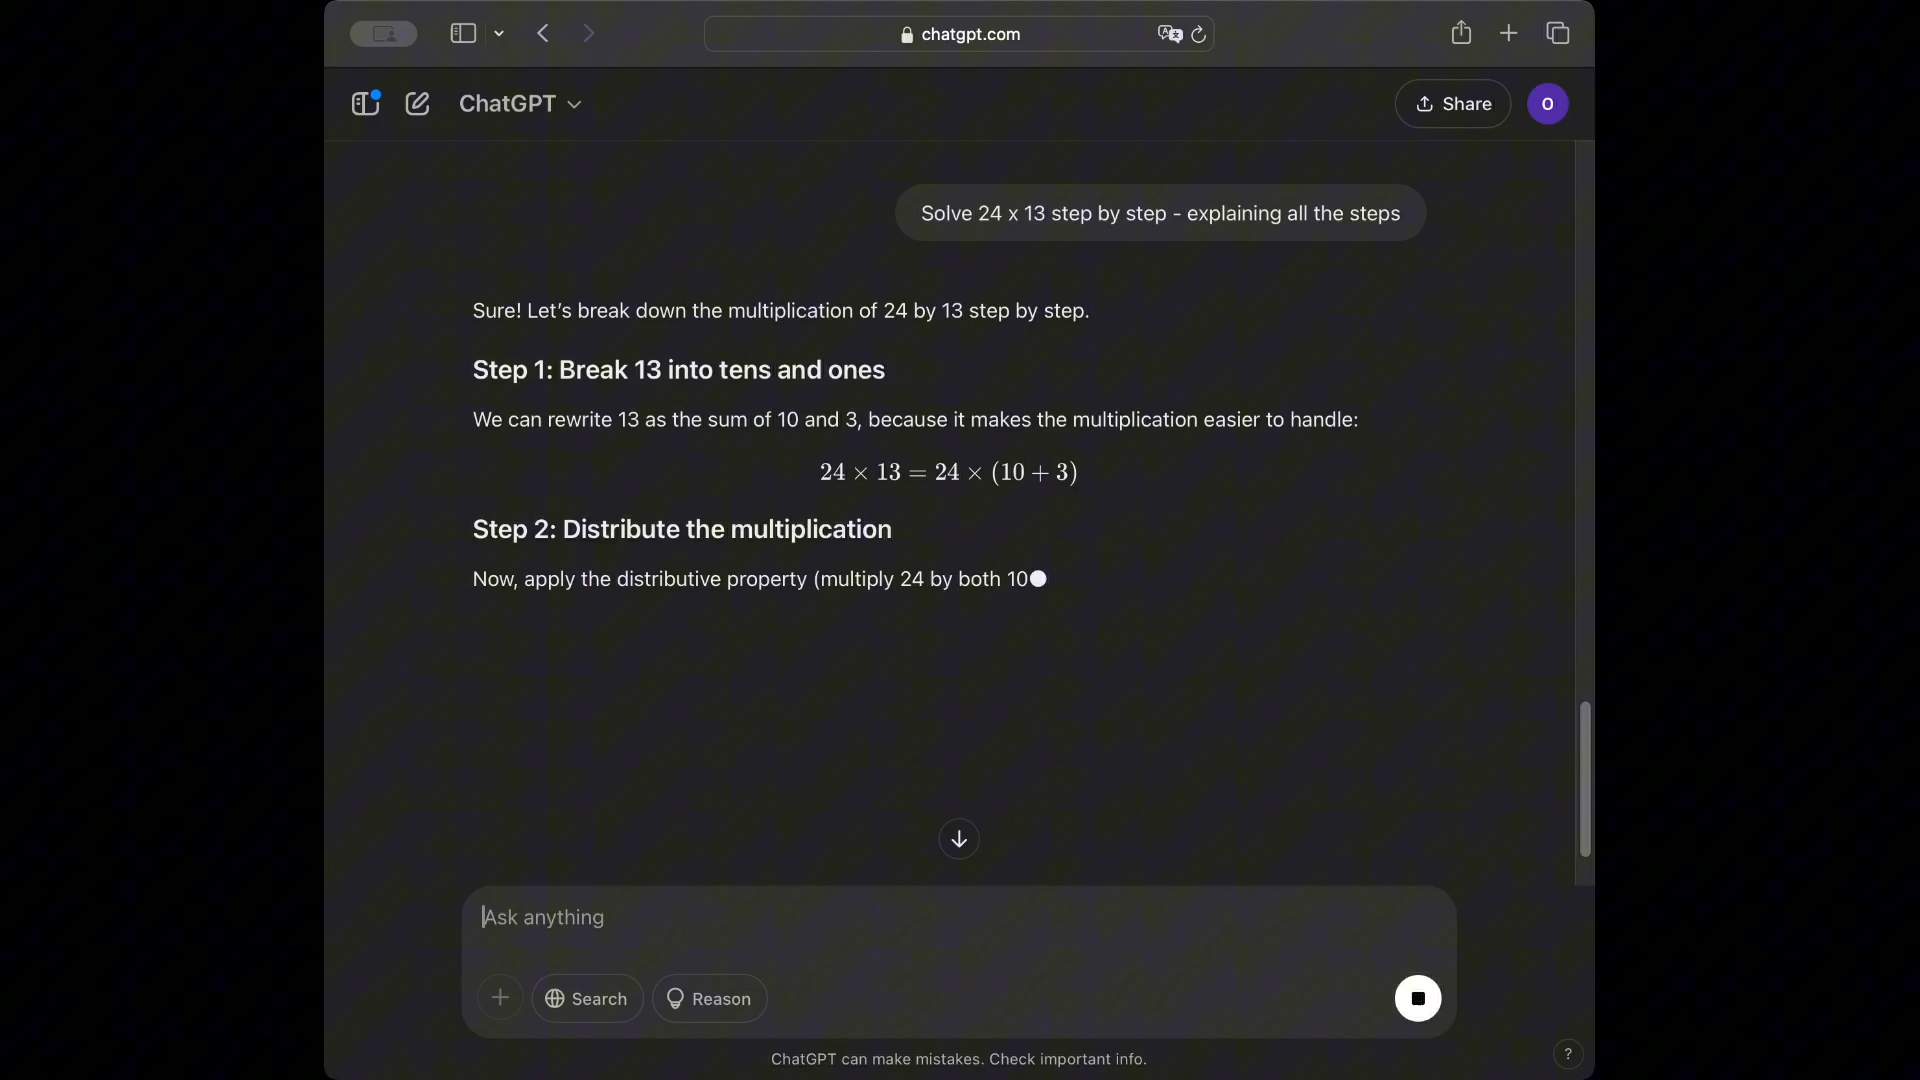 chatgpt.com
ChatGPT
Share
O
Solve 24 x 13 step by step - explaining all the steps
Sure! Let’s break down the multiplication of 24 by 13 step by step.
Step 1: Break 13 into tens and ones
We can rewrite 13 as the sum of 10 and 3, because it makes the multiplication easier to handle:
24 × 13 = 24 × (10 + 3)
Step 2: Distribute the multiplication
Now, apply the distributive property (multiply 24 by both 10
Ask anything
Search
Reason
ChatGPT can make mistakes. Check important info.
?